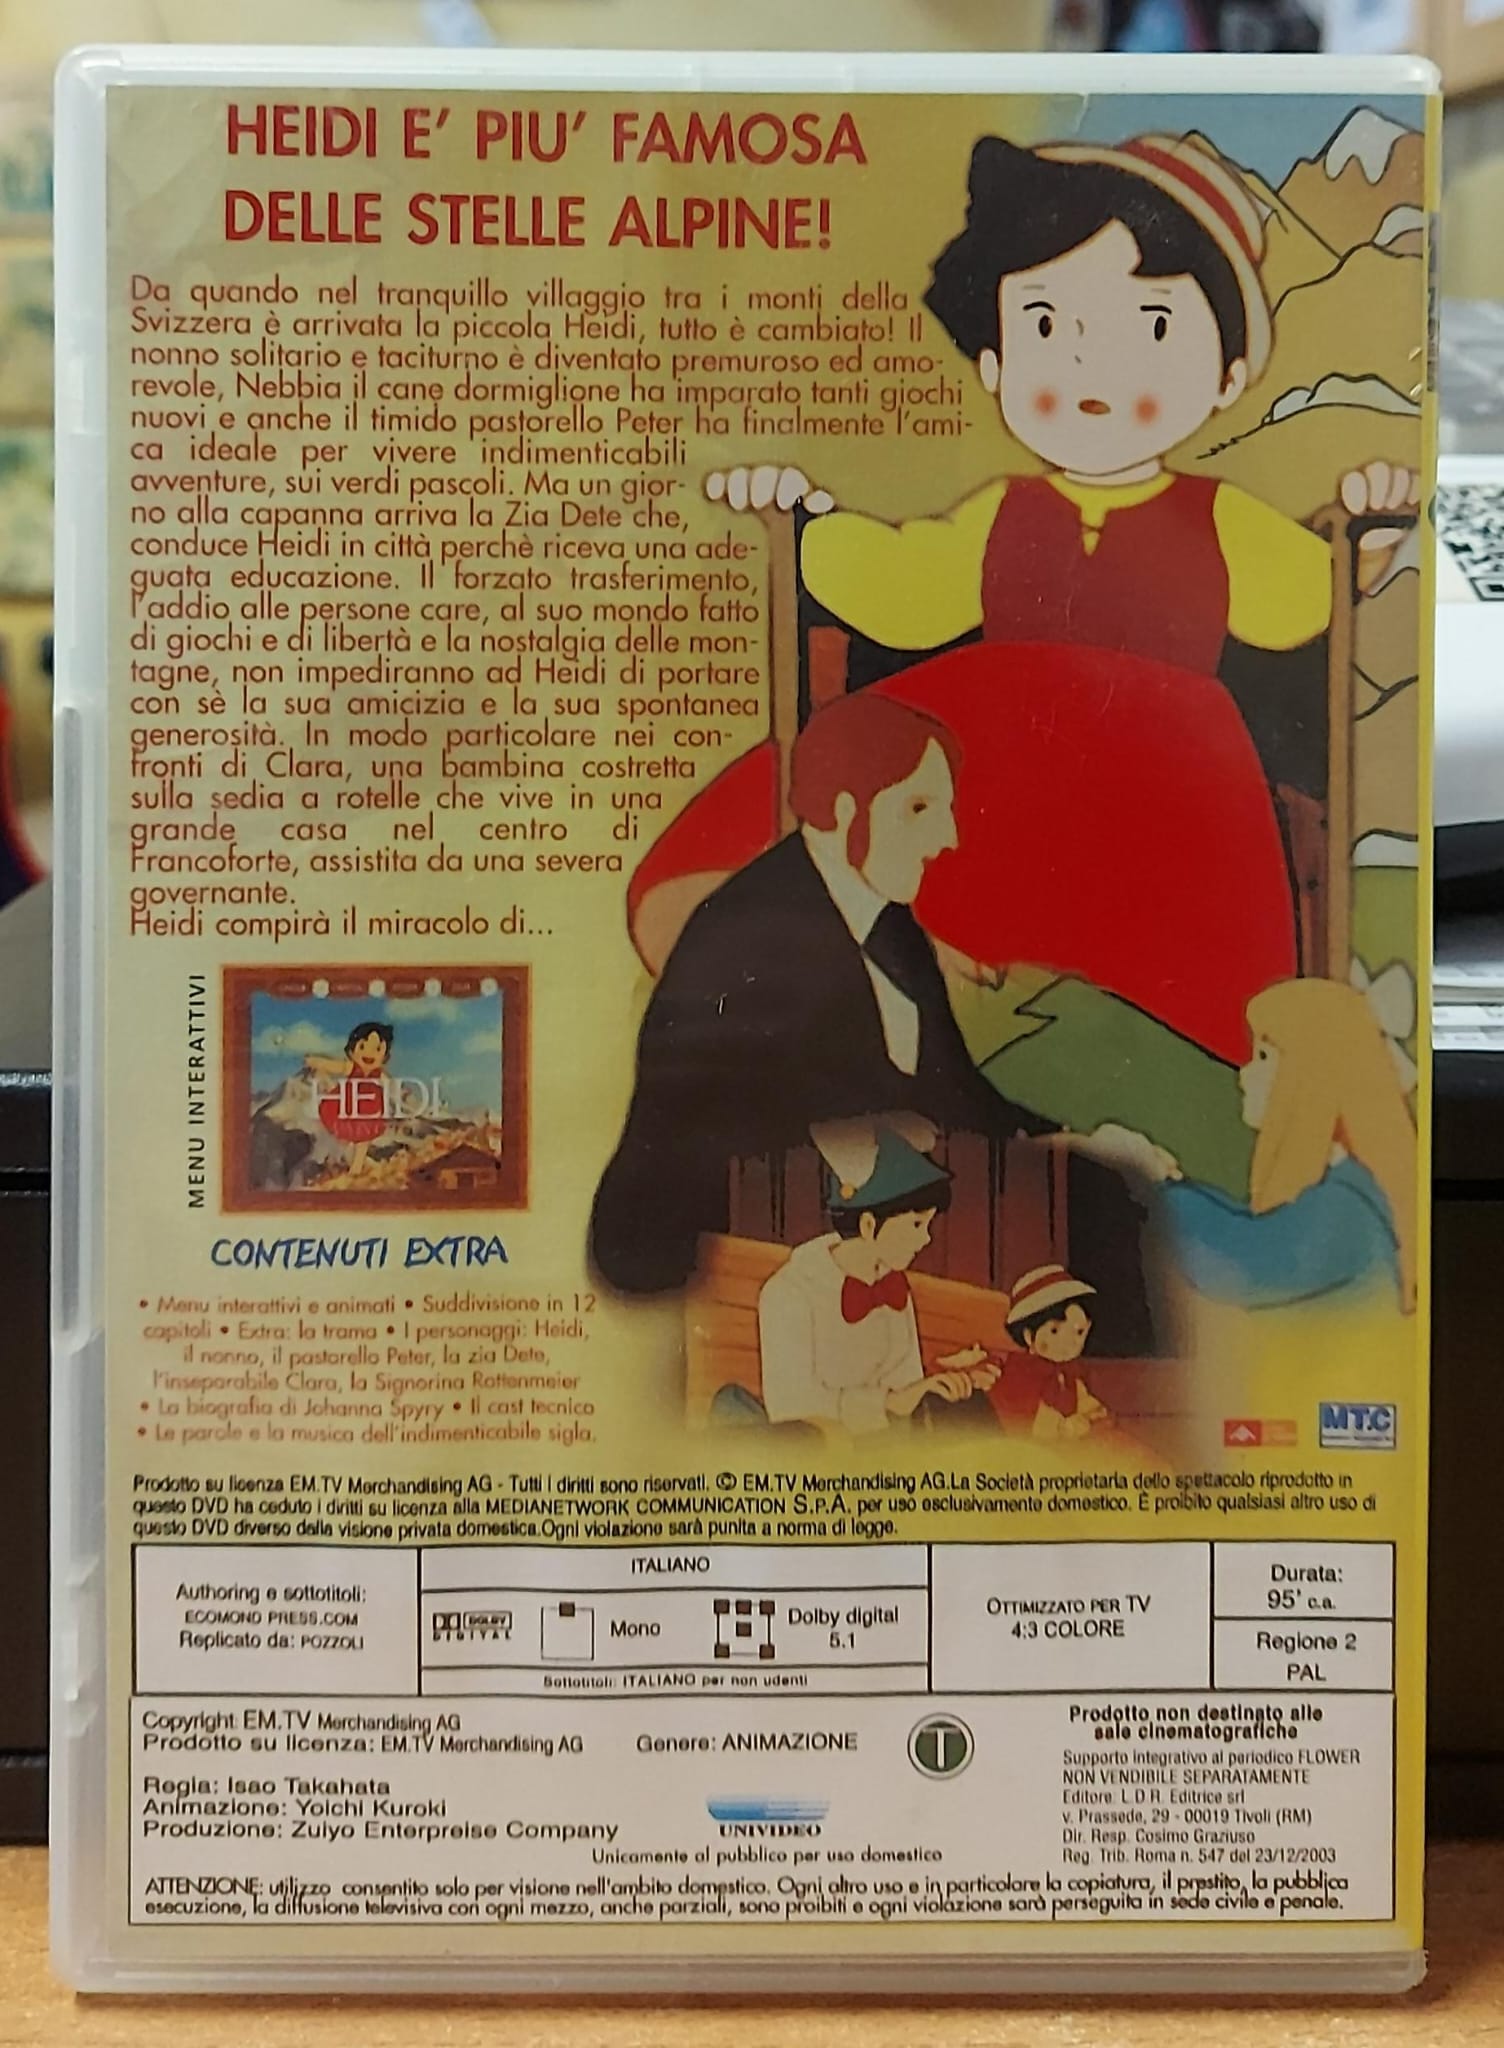 HEIDI E' PIU' FAMOSA
DELLE STELLE ALPINE!
Da quando nel tranquillo villaggio tra i monti della
Svizzera è arrivata la piccola Heidi, tutto è cambiato! Il
nonno solitario e taciturno è diventato premuroso ed amo-
revole, Nebbia il cane dormiglione ha imparato tanti giochi
nuovi e anche il timido pastorello Peter ha finalmente l'ami-
ca ideale per vivere indimenticabili
avventure, sui verdi pascoli. Ma un gior-
no alla capanna arriva la Zia Dete che,
conduce Heidi in città perchè riceva una ade-
guata educazione. Il forzato trasferimento,
l'addio alle persone care, al suo mondo fatto
di giochi e di libertà e la nostalgia delle mon-
tagne, non impediranno ad Heidi di portare
con sè la sua amicizia e la sua spontanea
generosità. In modo particolare nei con-
fronti di Clara, una bambina costretta
sulla sedia a rotelle che vive in una
grande casa nel centro di
Francoforte, assistita da una severa
governante.
Heidi compirà il miracolo di...
MENU INTERATTIVI
HEIDI
CONTENUTI EXTRA
• Menu interattivi e animati • Suddivisione in 12
capitoli • Extra: la trama • I personaggi: Heidi,
il nonno, il pastorello Peter, la zia Dete,
l'inseparabile Clara, la Signorina Rottenmeier
• La biografia di Johanna Spyry • Il cast tecnico
• Le parole e la musica dell'indimenticabile sigla.
MTC
Prodotto su licenza EM.TV Merchandising AG - Tutti i diritti sono riservati. © EM.TV Merchandising AG.La Società proprietaria dello spettacolo riprodotto in
questo DVD ha ceduto i diritti su licenza alla MEDIANETWORK COMMUNICATION S.P.A. per uso esclusivamente domestico. È proibito qualsiasi altro uso di
questo DVD diverso dalla visione privata domestica.Ogni violazione sarà punita a norma di legge.
Authoring e sottotitoli:
ECOMOND PRESS.COM
Replicato da: POZZOLI
ITALIANO
DOLBY
DIGITAL
Mono
Dolby digital
5.1
Sottotitoli: ITALIANO per non udenti
OTTIMIZZATO PER TV
4:3 COLORE
Durata:
95' c.a.
Regione 2
PAL
Copyright: EM.TV Merchandising AG
Prodotto su licenza: EM.TV Merchandising AG
Genere: ANIMAZIONE
T
Regia: Isao Takahata
Animazione: Yoichi Kuroki
Produzione: Zuiyo Enterpreise Company
UNIVIDEO
Unicamente al pubblico per uso domestico
Prodotto non destinato alle
sale cinematografiche
Supporto integrativo al periodico FLOWER
NON VENDIBILE SEPARATAMENTE
Editore: L.D.R. Editrice srl
v. Prassede, 29 - 00019 Tivoli (RM)
Dir. Resp. Cosimo Graziuso
Reg. Trib. Roma n. 547 del 23/12/2003
ATTENZIONE: utilizzo consentito solo per visione nell'ambito domestico. Ogni altro uso e in particolare la copiatura, il prestito, la pubblica
esecuzione, la diffusione televisiva con ogni mezzo, anche parziali, sono proibiti e ogni violazione sarà perseguita in sede civile e penale.